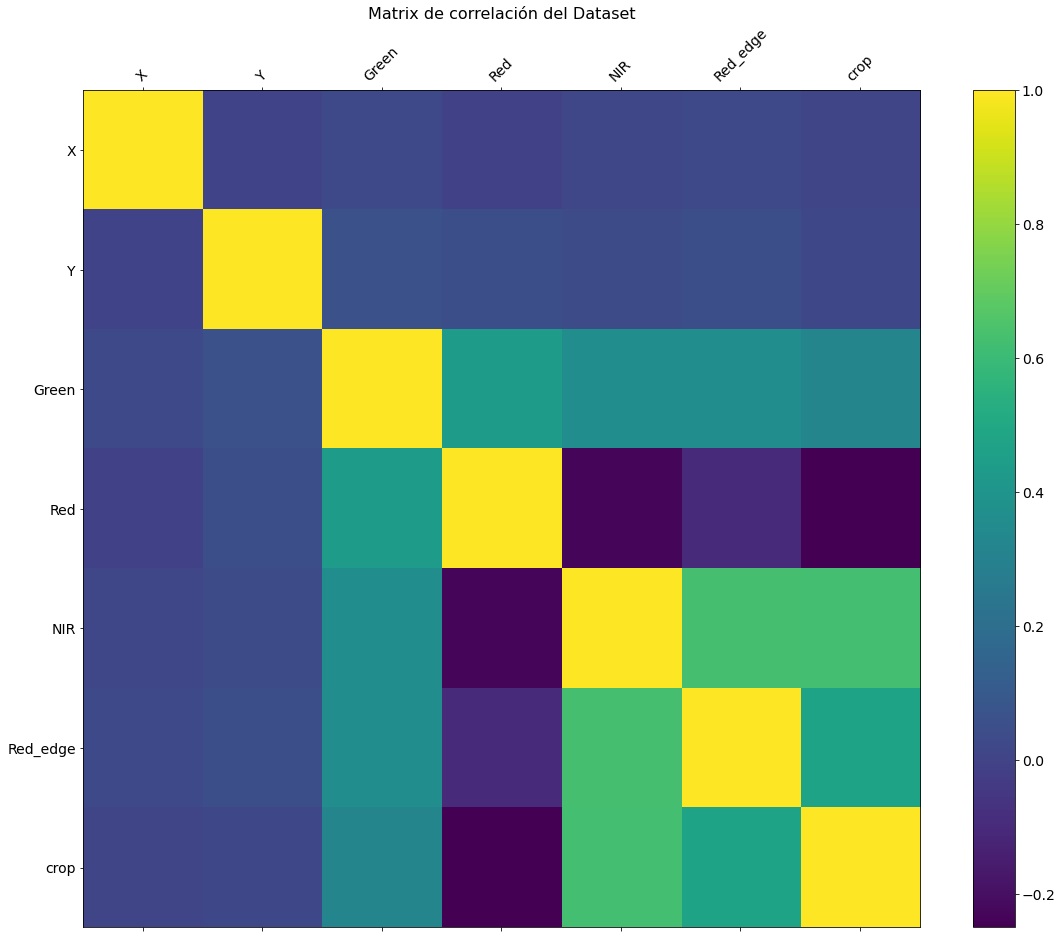 Matrix de correlación del Dataset
X Y Green Red NIR Red_edge crop
X
Y
Green
Red
NIR
Red_edge
crop
1.0
0.8
0.6
0.4
0.2
0.0
−0.2